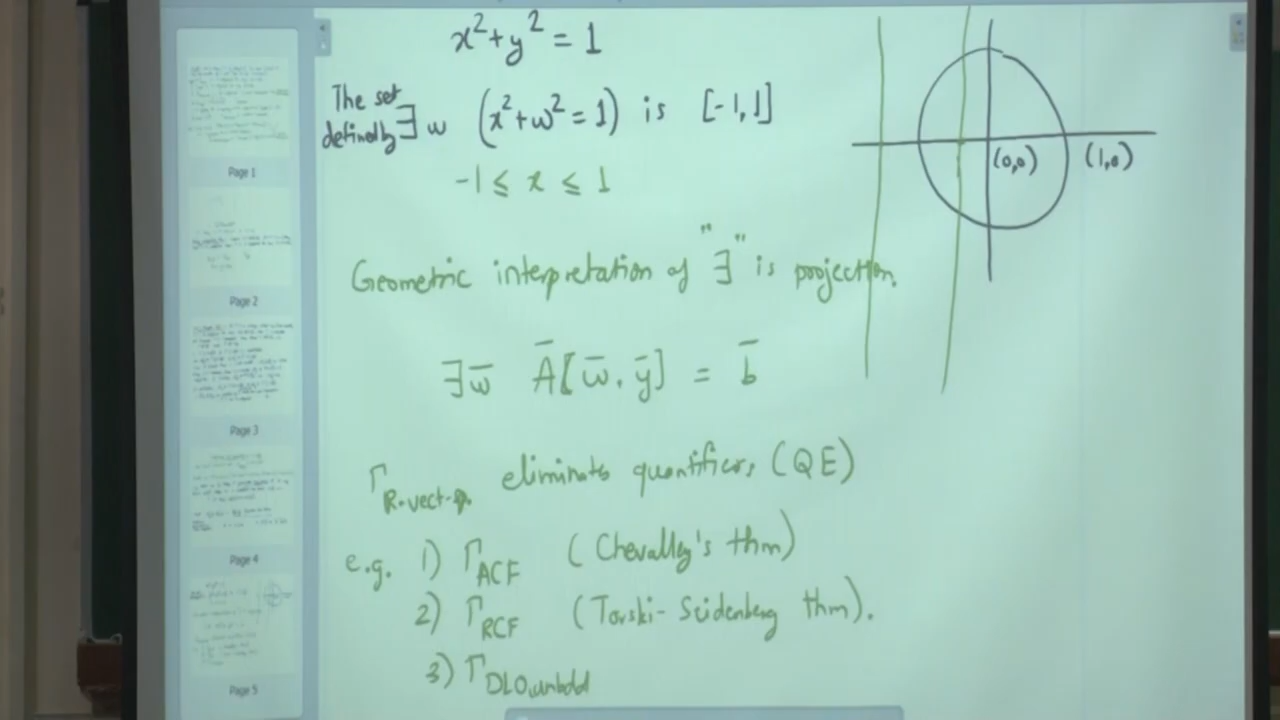 x² + y² = 1
The set defined by ∃ w (x² + w² = 1) is [-1, 1]
-1 ≤ x ≤ 1
(0,0) (1,0)
Geometric interpretation of "∃" is projection.
∃w̄ Ā[w̄, ȳ] = b̄
Γ_R-vect-sp. eliminates quantifiers (QE)
e.g. 1) Γ_ACF (Chevalley's thm)
2) Γ_RCF (Tarski-Seidenberg thm).
3) Γ_DLO,unbdd
Page 1
Page 2
Page 3
Page 4
Page 5